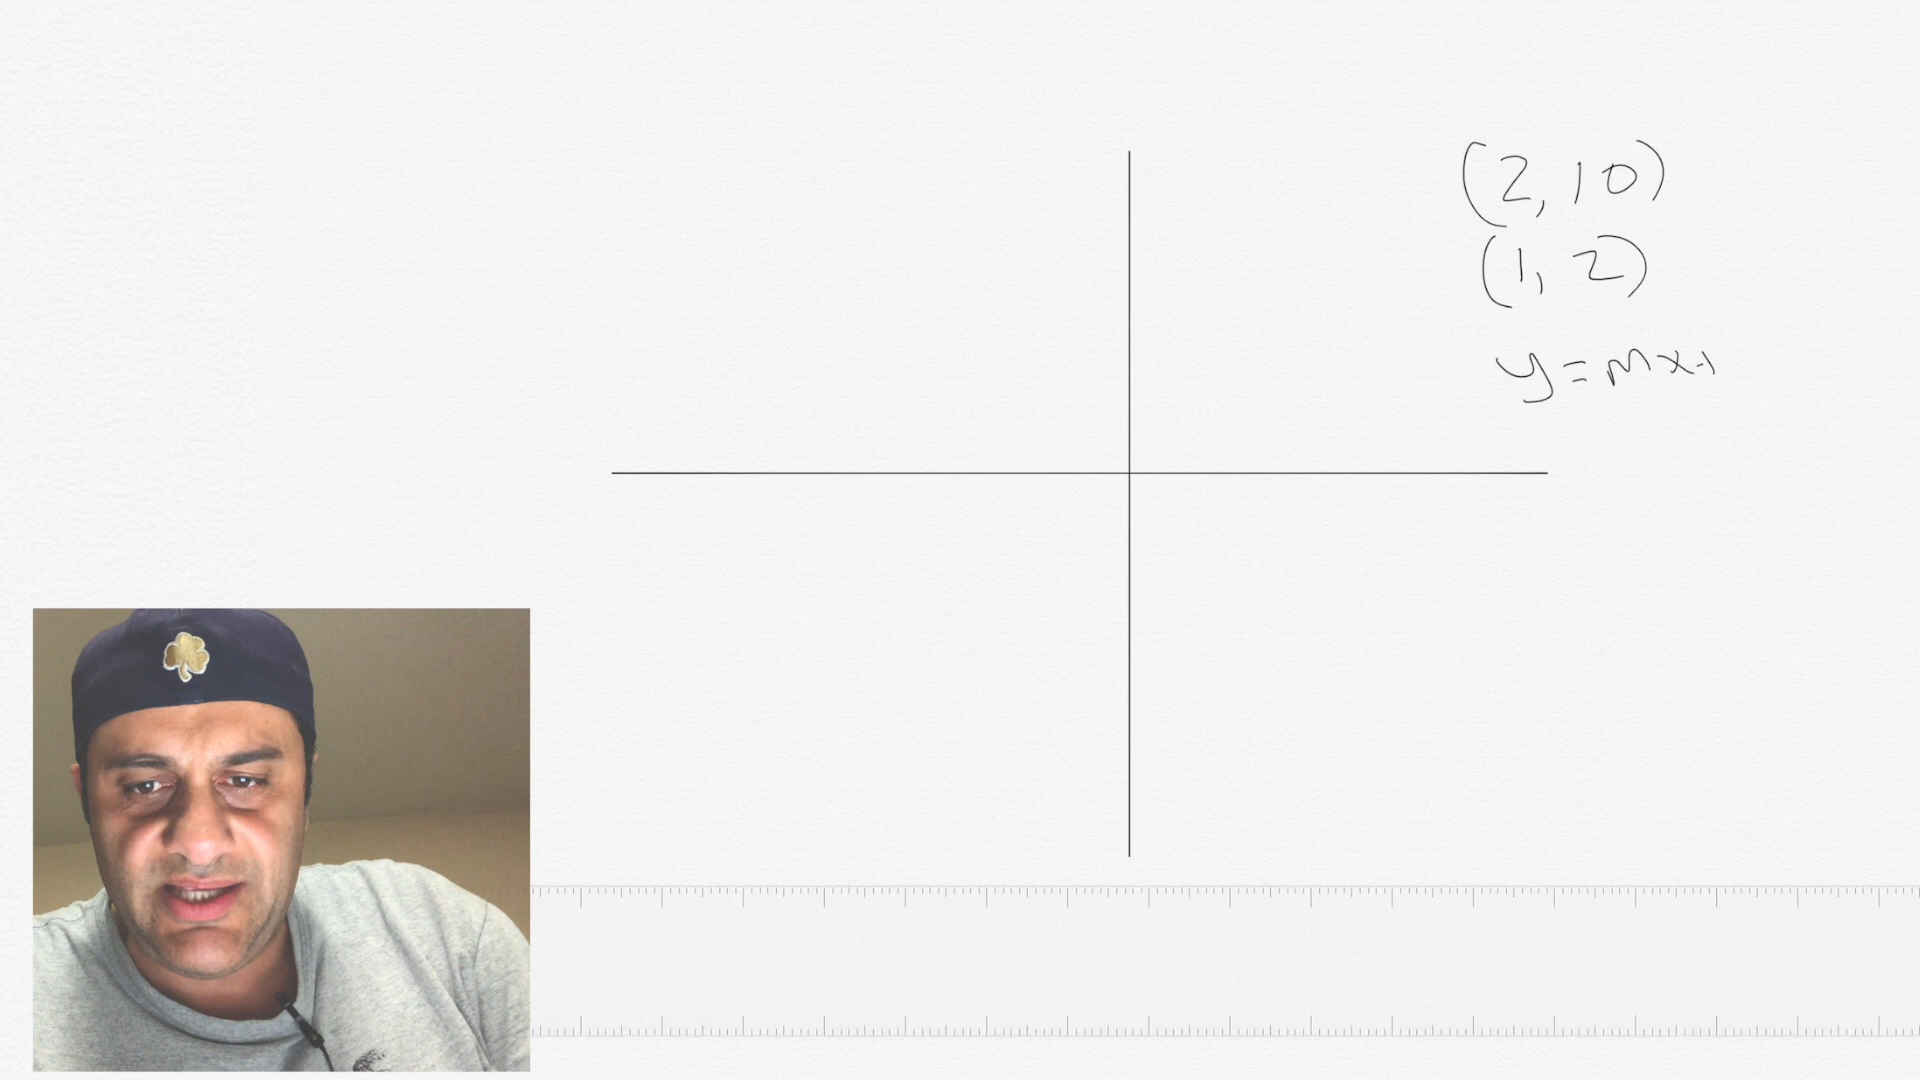 (2, 10)
(1, 2)
y = mx-1